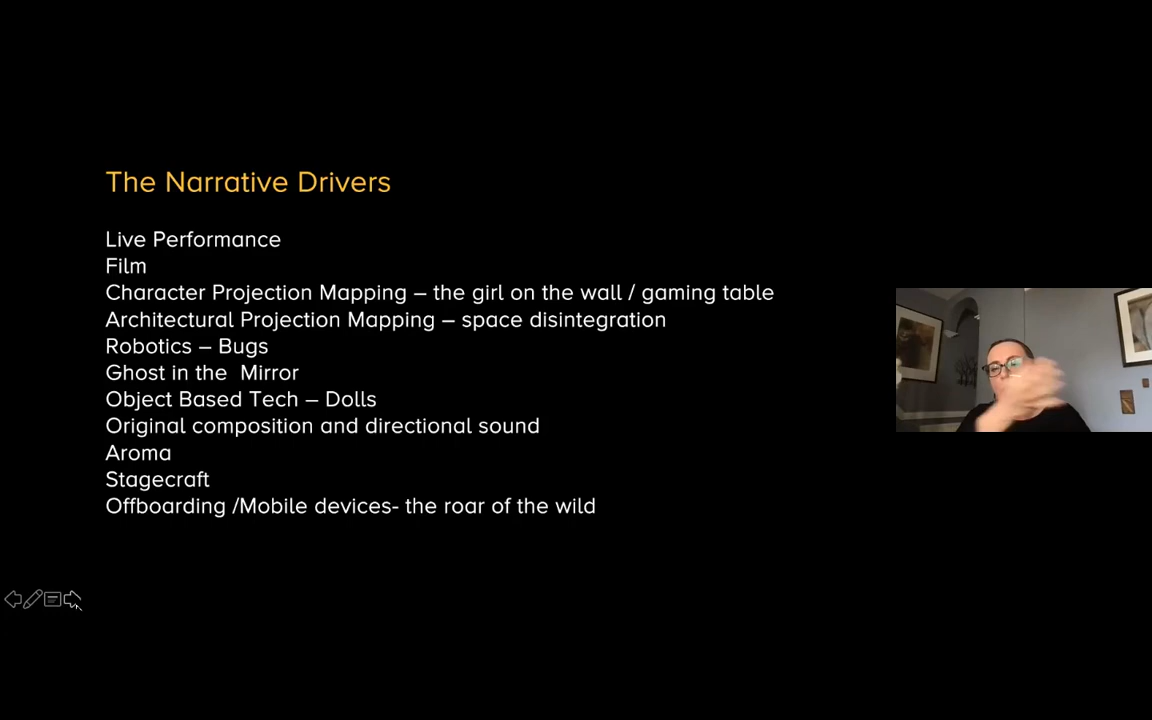 The Narrative Drivers
Live Performance
Film
Character Projection Mapping – the girl on the wall / gaming table
Architectural Projection Mapping – space disintegration
Robotics – Bugs
Ghost in the  Mirror
Object Based Tech – Dolls
Original composition and directional sound
Aroma
Stagecraft
Offboarding /Mobile devices- the roar of the wild